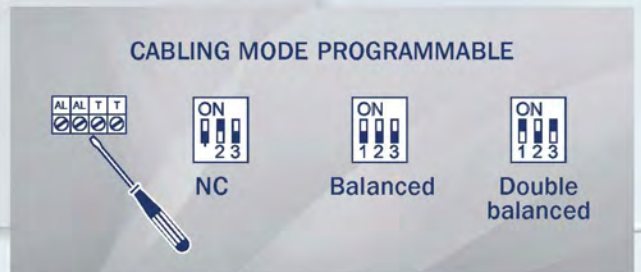 CABLING MODE PROGRAMMABLE
AL AL T T
ON
2 3
NC
ON
1 2 3
Balanced
ON
1 2 3
Double
balanced